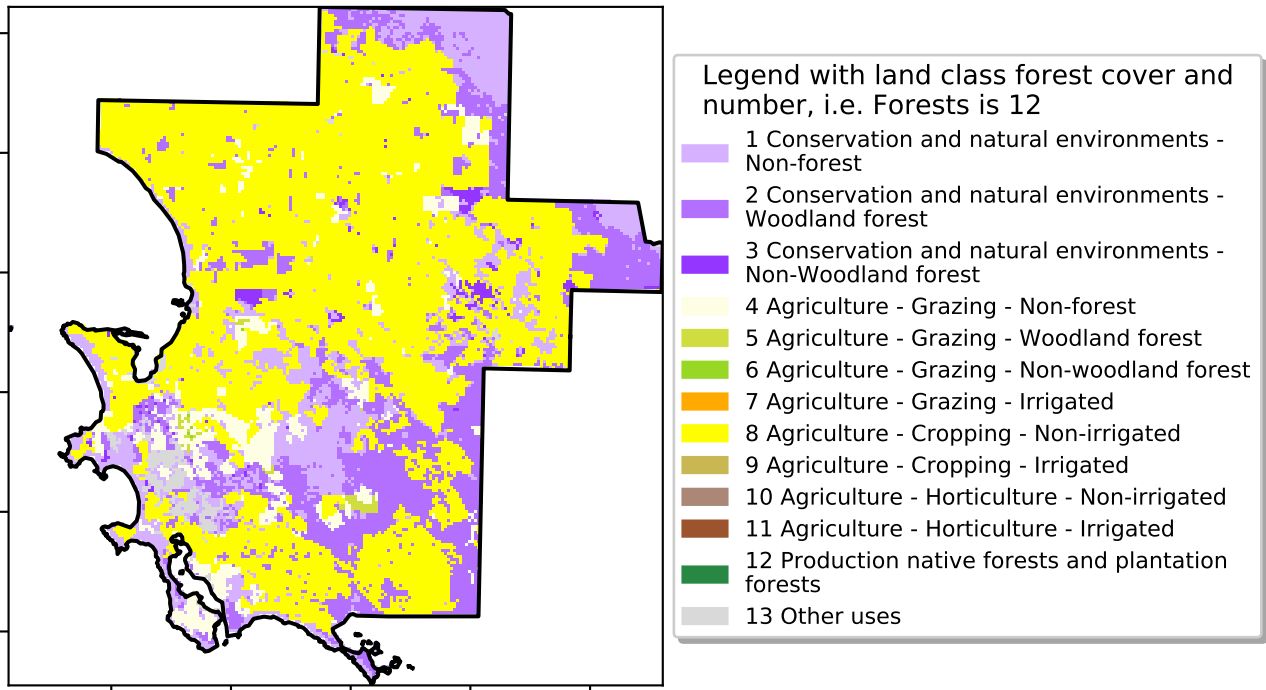 Legend with land class forest cover and
number, i.e. Forests is 12
1 Conservation and natural environments -
Non-forest
2 Conservation and natural environments -
Woodland forest
3 Conservation and natural environments -
Non-Woodland forest
4 Agriculture - Grazing - Non-forest
5 Agriculture - Grazing - Woodland forest
6 Agriculture - Grazing - Non-woodland forest
7 Agriculture - Grazing - Irrigated
8 Agriculture - Cropping - Non-irrigated
9 Agriculture - Cropping - Irrigated
10 Agriculture - Horticulture - Non-irrigated
11 Agriculture - Horticulture - Irrigated
12 Production native forests and plantation
forests
13 Other uses